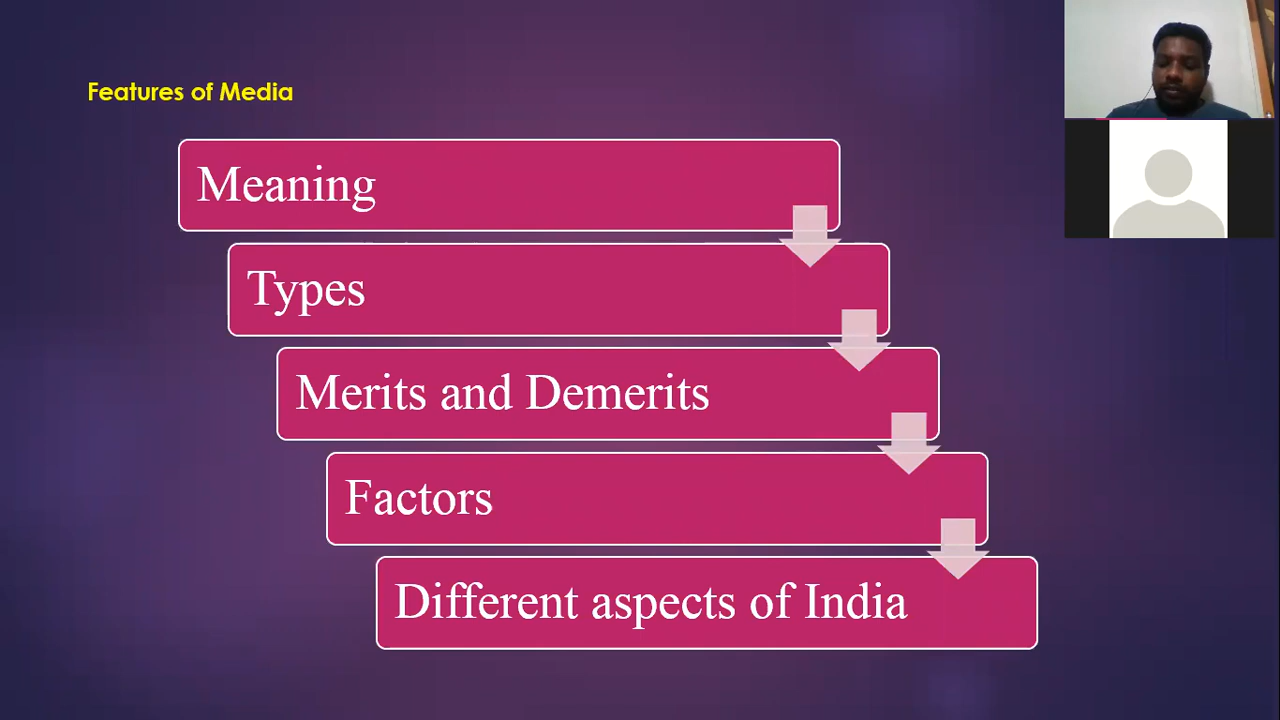 Features of Media
Meaning
Types
Merits and Demerits
Factors
Different aspects of India